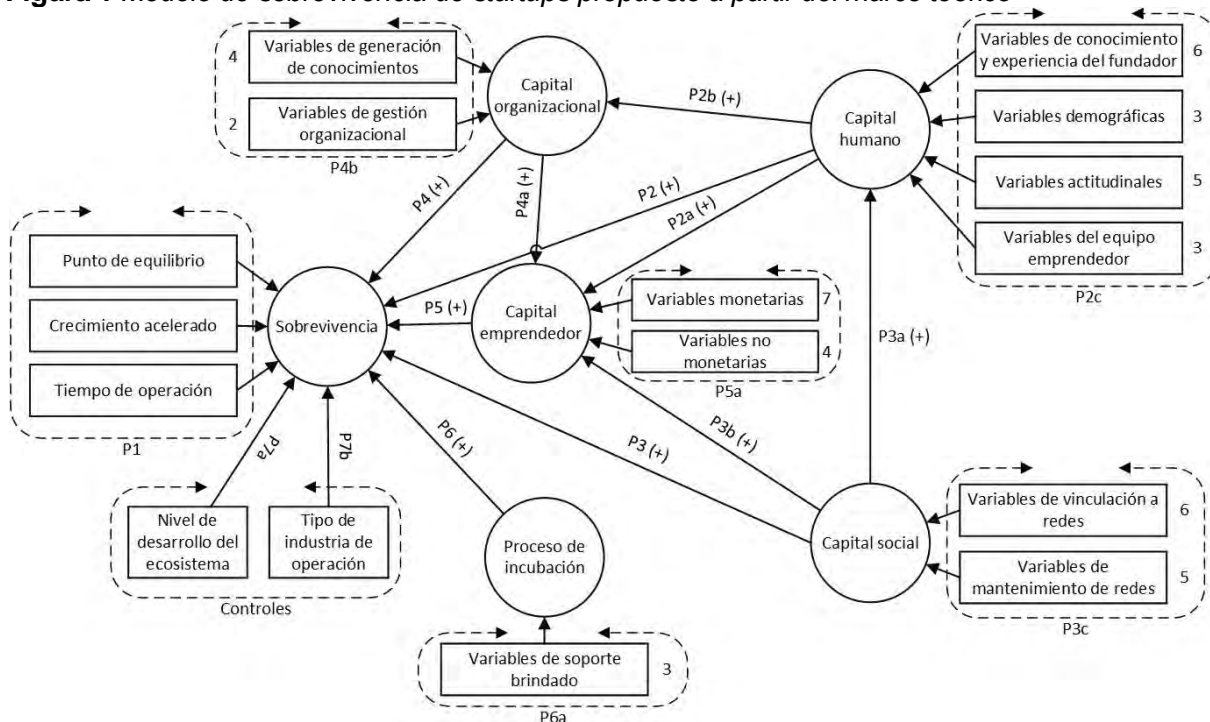 Figura 1 Modelo de sobrevivencia de startups propuesto a partir del marco teórico
4
Variables de generación
de conocimientos
2
Variables de gestión
organizacional
P4b
Capital
organizacional
P2b (+)
Capital
humano
Variables de conocimiento
y experiencia del fundador
6
Variables demográficas
3
Variables actitudinales
5
Variables del equipo
emprendedor
3
P2c
P4 (+)
P4a (+)
P2 (+)
P2a (+)
Punto de equilibrio
Crecimiento acelerado
Tiempo de operación
P1
Sobrevivencia
P5 (+)
Capital
emprendedor
Variables monetarias
7
Variables no
monetarias
4
P5a
P3a (+)
P7a
P7b
P6 (+)
P3 (+)
P3b (+)
Nivel de
desarrollo del
ecosistema
Tipo de
industria de
operación
Controles
Proceso de
incubación
Capital social
Variables de vinculación a
redes
6
Variables de
mantenimiento de redes
5
P3c
Variables de soporte
brindado
3
P6a